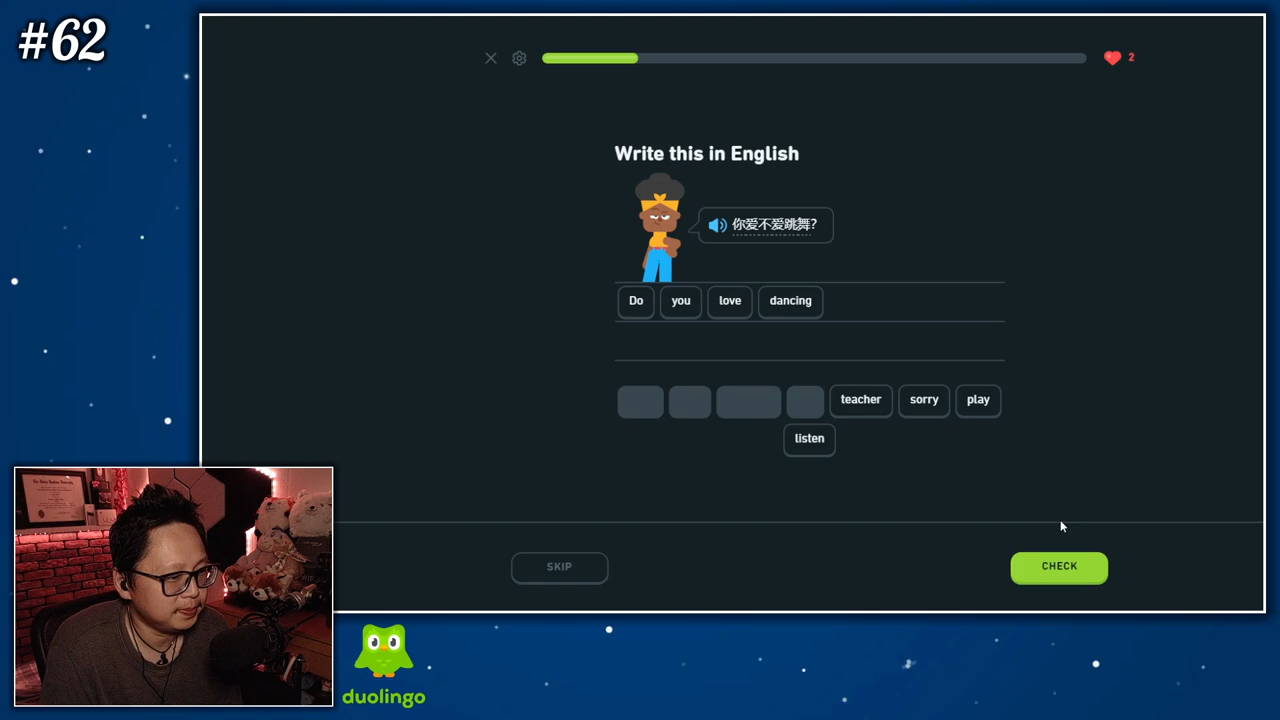 #62
2
Write this in English
你爱不爱跳舞?
Do you love dancing
teacher sorry play
listen
SKIP CHECK
duolingo